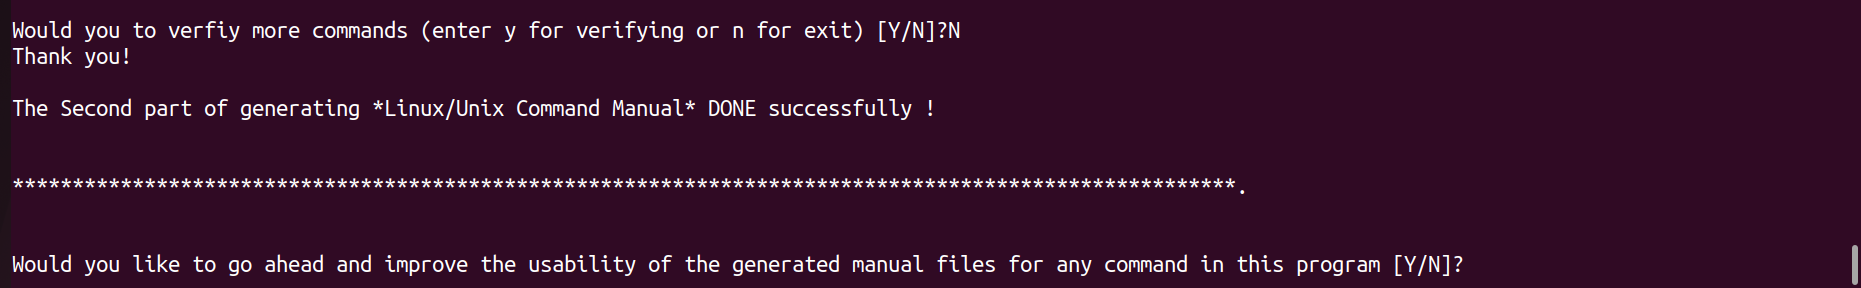 Would you to verfiy more commands (enter y for verifying or n for exit) [Y/N]?N
Thank you!
The Second part of generating *Linux/Unix Command Manual* DONE successfully !
******************************************************************************************************.
Would you like to go ahead and improve the usability of the generated manual files for any command in this program [Y/N]?